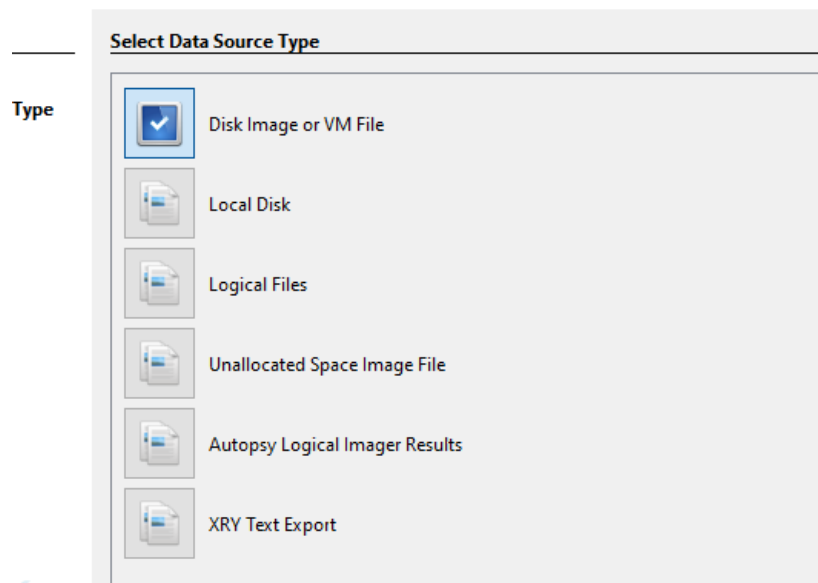 Select Data Source Type
Type
Disk Image or VM File
Local Disk
Logical Files
Unallocated Space Image File
Autopsy Logical Imager Results
XRY Text Export